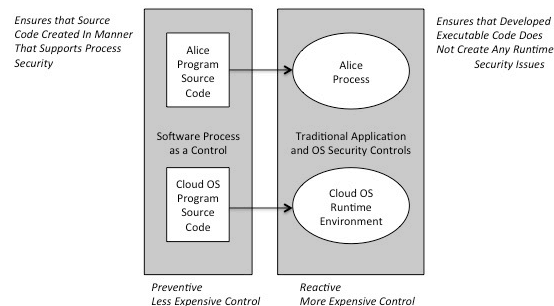 Ensures that Source
Code Created In Manner
That Supports Process
Security
Ensures that Developed
Executable Code Does
Not Create Any Runtime
Security Issues
Alice
Program
Source
Code
Alice
Process
Software Process
as a Control
Traditional Application
and OS Security Controls
Cloud OS
Program
Source
Code
Cloud OS
Runtime
Environment
Preventive
Less Expensive Control
Reactive
More Expensive Control